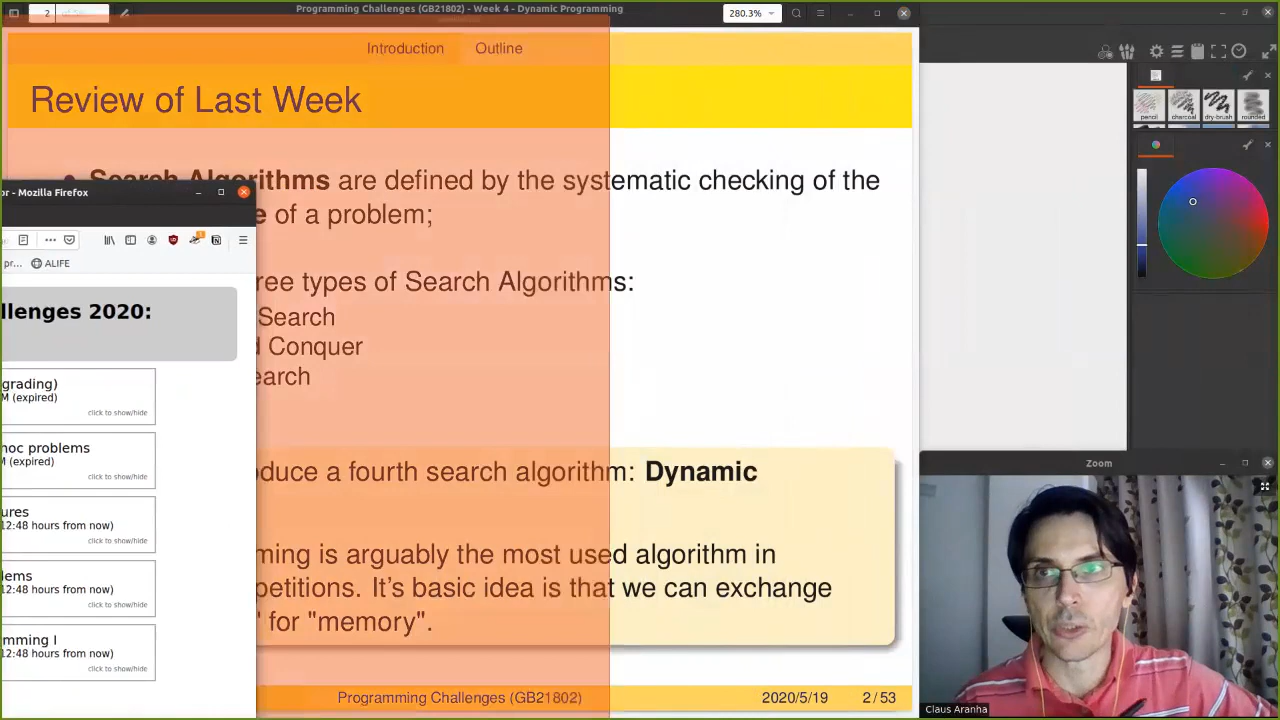 2
Programming Challenges (GB21802) - Week 4 - Dynamic Programming
280.3%
Introduction Outline
Review of Last Week
Search Algorithms are defined by the systematic checking of the
e of a problem;
ree types of Search Algorithms:
Search
d Conquer
earch
oduce a fourth search algorithm: Dynamic
ming is arguably the most used algorithm in
petitions. It's basic idea is that we can exchange
" for "memory".
Programming Challenges (GB21802) 2020/5/19 2 / 53
or - Mozilla Firefox
pr... ALIFE
llenges 2020:
grading)
M (expired)
click to show/hide
hoc problems
M (expired)
click to show/hide
ures
12:48 hours from now)
click to show/hide
lems
12:48 hours from now)
click to show/hide
mming I
12:48 hours from now)
click to show/hide
pencil charcoal dry-brush rounded
Zoom
Claus Aranha